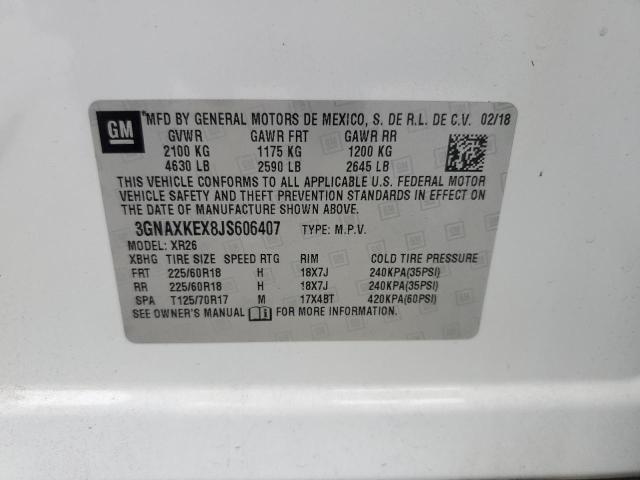 GM
*MFD BY GENERAL MOTORS DE MEXICO, S. DE R.L. DE C.V. 02/18
GVWR GAWR FRT GAWR RR
2100 KG 1175 KG 1200 KG
4630 LB 2590 LB 2645 LB
THIS VEHICLE CONFORMS TO ALL APPLICABLE U.S. FEDERAL MOTOR
VEHICLE SAFETY AND THEFT PREVENTION STANDARDS IN EFFECT ON
THE DATE OF MANUFACTURE SHOWN ABOVE.
3GNAXKEX8JS606407 TYPE: M.P.V.
MODEL: XR26
XBHG TIRE SIZE SPEED RTG RIM COLD TIRE PRESSURE
FRT 225/60R18 H 18X7J 240KPA(35PSI)
RR 225/60R18 H 18X7J 240KPA(35PSI)
SPA T125/70R17 M 17X4BT 420KPA(60PSI)
SEE OWNER'S MANUAL FOR MORE INFORMATION.